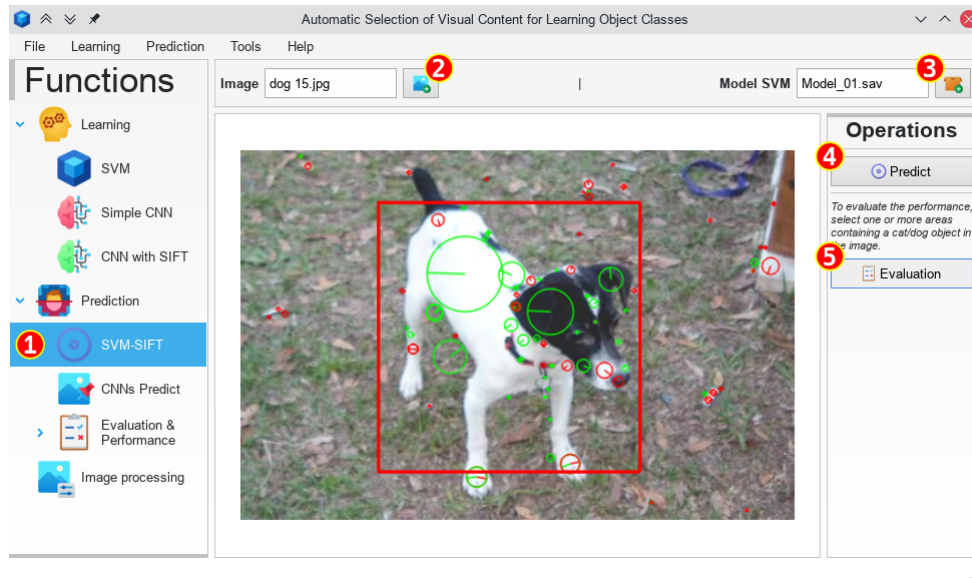 Automatic Selection of Visual Content for Learning Object Classes
File Learning Prediction Tools Help
Functions
Learning
SVM
Simple CNN
CNN with SIFT
Prediction
1
SVM-SIFT
CNNs Predict
Evaluation &
Performance
Image processing
Image dog 15.jpg
2
|
Model SVM Model_01.sav
3
Operations
4
Predict
To evaluate the performance,
select one or more areas
containing a cat/dog object in
the image.
5
Evaluation